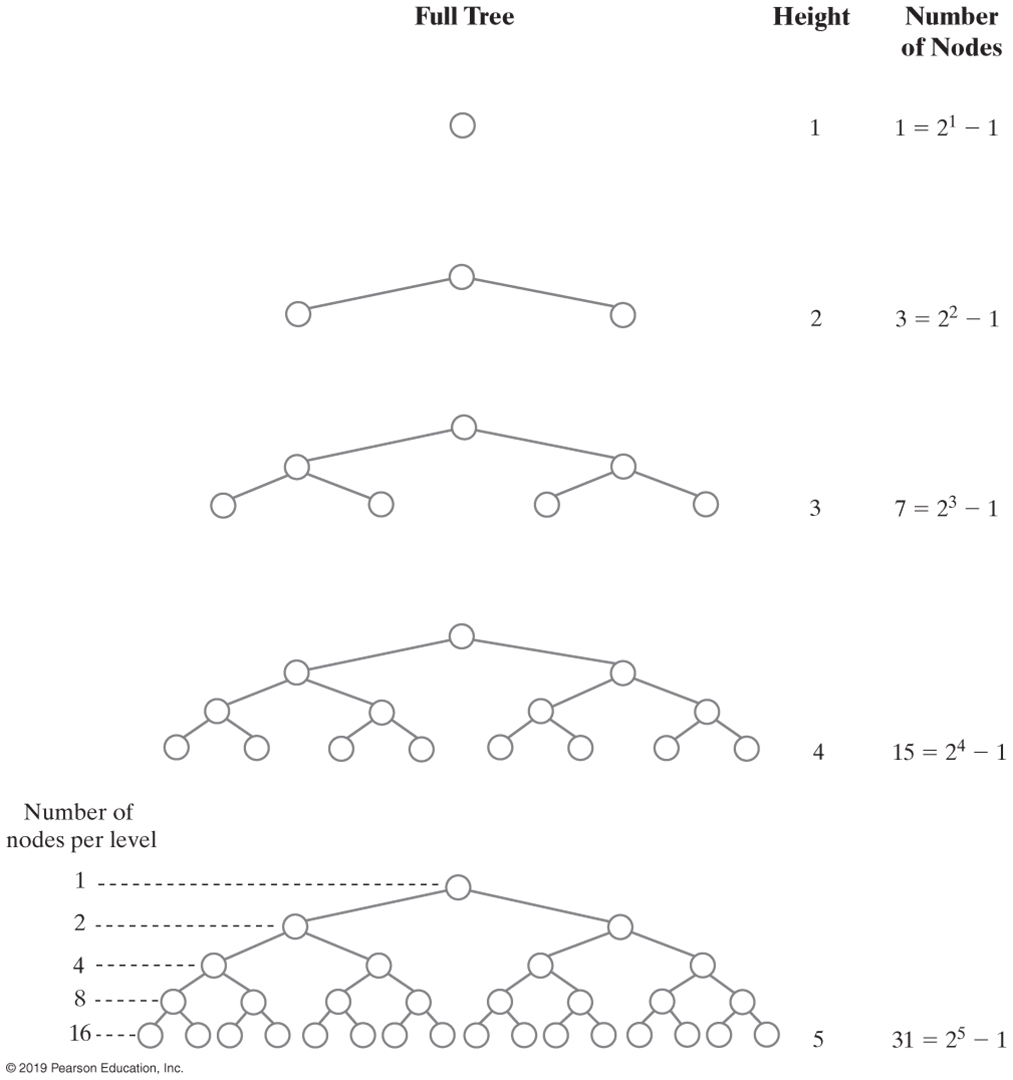 Full Tree Height Number
of Nodes
1 1 = 2¹ − 1
2 3 = 2² − 1
3 7 = 2³ − 1
4 15 = 2⁴ − 1
Number of
nodes per level
1
2
4
8
16
5 31 = 2⁵ − 1
© 2019 Pearson Education, Inc.